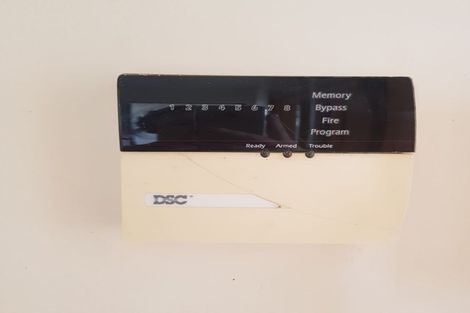 1 2 3 4 5 6 7 8
Memory
Bypass
Fire
Program
Ready Armed Trouble
DSC